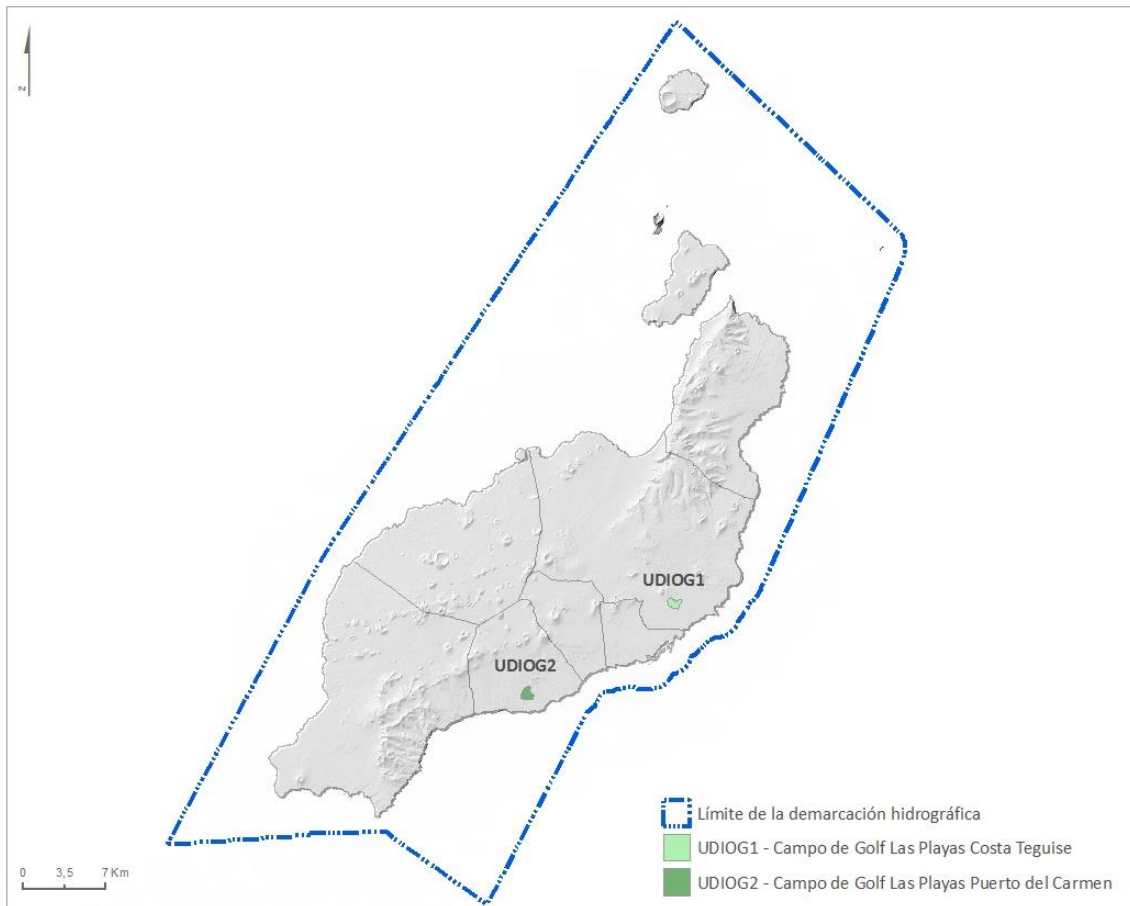 N
UDIOG1
UDIOG2
Límite de la demarcación hidrográfica
UDIOG1 - Campo de Golf Las Playas Costa Teguise
UDIOG2 - Campo de Golf Las Playas Puerto del Carmen
0 3,5 7 Km